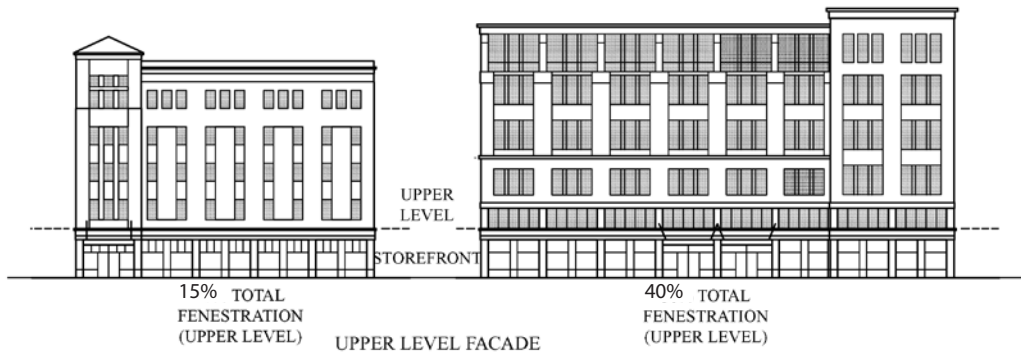 UPPER
LEVEL
STOREFRONT
15% TOTAL
FENESTRATION
(UPPER LEVEL)
40% TOTAL
FENESTRATION
(UPPER LEVEL)
UPPER LEVEL FACADE